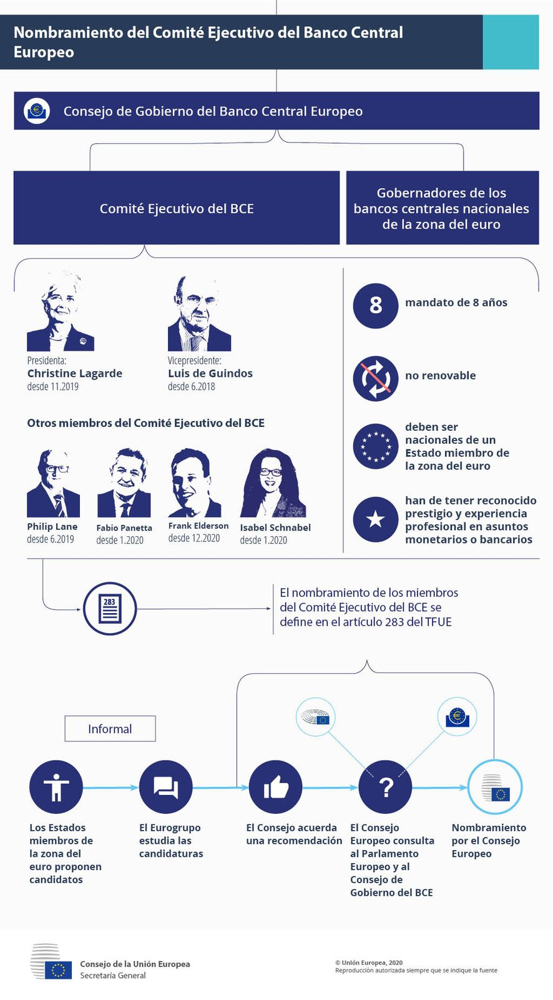 Nombramiento del Comité Ejecutivo del Banco Central
Europeo
Consejo de Gobierno del Banco Central Europeo
Comité Ejecutivo del BCE
Gobernadores de los
bancos centrales nacionales
de la zona del euro
Presidenta:
Christine Lagarde
desde 11.2019
Vicepresidente:
Luis de Guindos
desde 6.2018
Otros miembros del Comité Ejecutivo del BCE
Philip Lane
desde 6.2019
Fabio Panetta
desde 1.2020
Frank Elderson
desde 12.2020
Isabel Schnabel
desde 1.2020
8
mandato de 8 años
no renovable
deben ser
nacionales de un
Estado miembro de
la zona del euro
han de tener reconocido
prestigio y experiencia
profesional en asuntos
monetarios o bancarios
283
El nombramiento de los miembros
del Comité Ejecutivo del BCE se
define en el artículo 283 del TFUE
Informal
?
Los Estados
miembros de
la zona del
euro proponen
candidatos
El Eurogrupo
estudia las
candidaturas
El Consejo acuerda
una recomendación
El Consejo
Europeo consulta
al Parlamento
Europeo y al
Consejo de
Gobierno del BCE
Nombramiento
por el Consejo
Europeo
Consejo de la Unión Europea
Secretaría General
© Unión Europea, 2020
Reproducción autorizada siempre que se indique la fuente